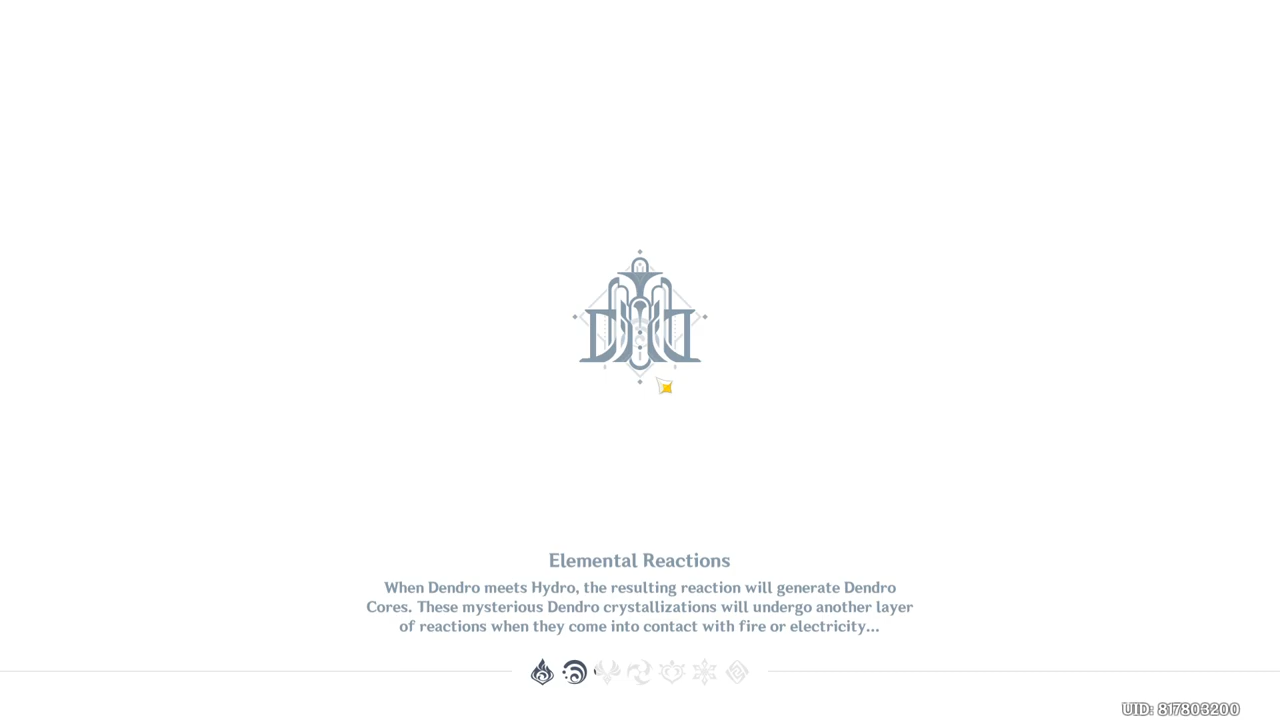 Elemental Reactions
When Dendro meets Hydro, the resulting reaction will generate Dendro
Cores. These mysterious Dendro crystallizations will undergo another layer
of reactions when they come into contact with fire or electricity...
UID: 817803200